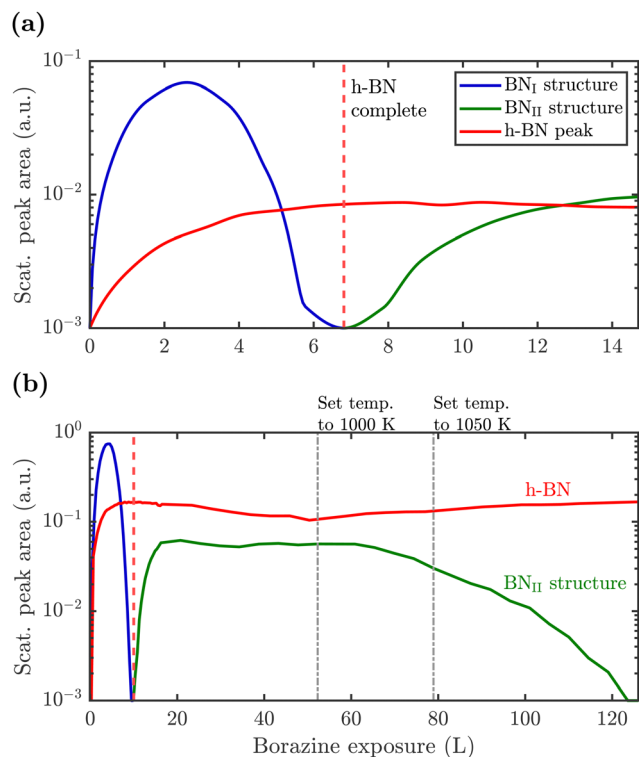 (a)
Scat. peak area (a.u.)
10⁻¹
10⁻²
10⁻³
h-BN
complete
BN_I structure
BN_II structure
h-BN peak
0 2 4 6 8 10 12 14
(b)
Scat. peak area (a.u.)
10⁰
10⁻¹
10⁻²
10⁻³
Set temp.
to 1000 K
Set temp.
to 1050 K
h-BN
BN_II structure
0 20 40 60 80 100 120
Borazine exposure (L)